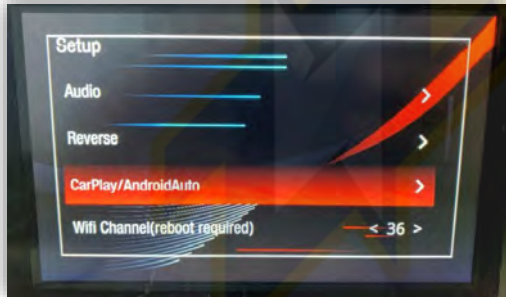 Setup
Audio >
Reverse >
CarPlay/AndroidAuto >
Wifi Channel(reboot required) < 36 >